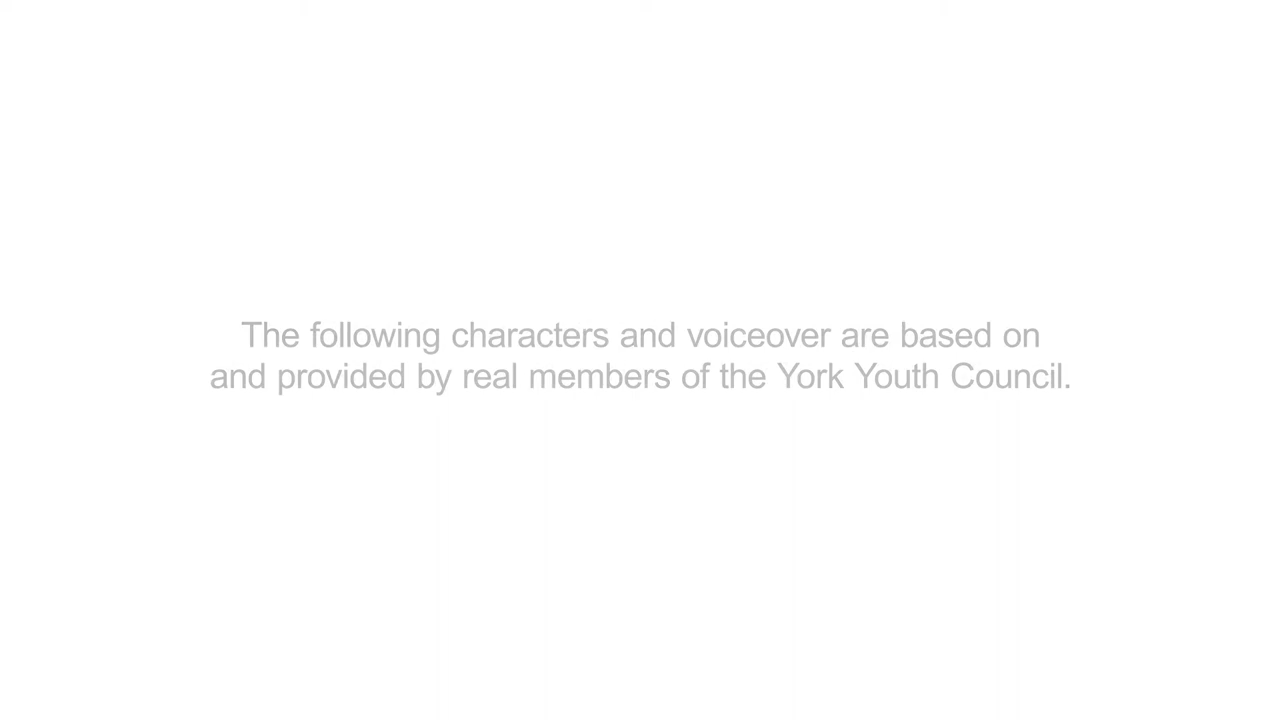 The following characters and voiceover are based on
and provided by real members of the York Youth Council.